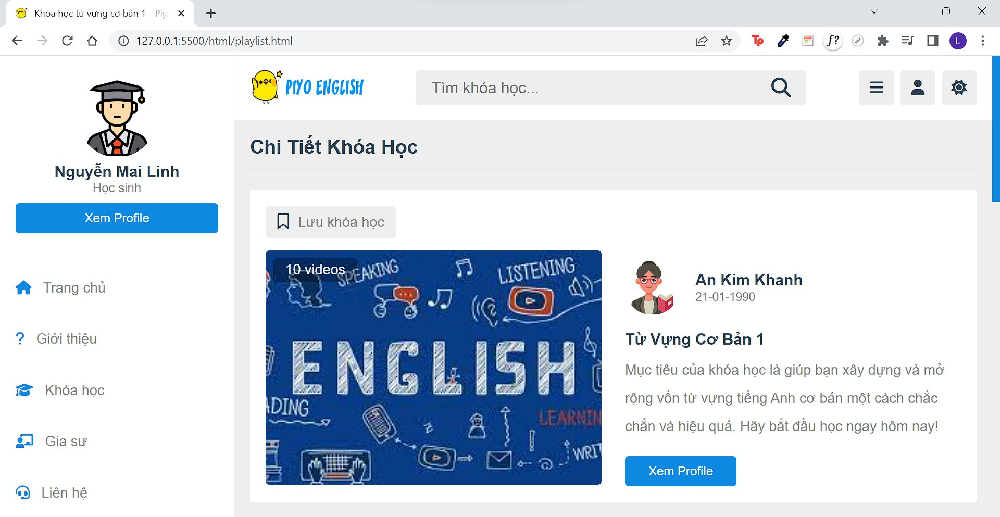 Khóa học từ vựng cơ bản 1 - Piy
127.0.0.1:5500/html/playlist.html
Tp
f?
L
Nguyễn Mai Linh
Học sinh
Xem Profile
Trang chủ
Giới thiệu
Khóa học
Gia sư
Liên hệ
PIYO ENGLISH
Tìm khóa học...
Chi Tiết Khóa Học
Lưu khóa học
10 videos
SPEAKING
LISTENING
ENGLISH
ADING
LEARNIN
WRIT
An Kim Khanh
21-01-1990
Từ Vựng Cơ Bản 1
Mục tiêu của khóa học là giúp bạn xây dựng và mở
rộng vốn từ vựng tiếng Anh cơ bản một cách chắc
chắn và hiệu quả. Hãy bắt đầu học ngay hôm nay!
Xem Profile